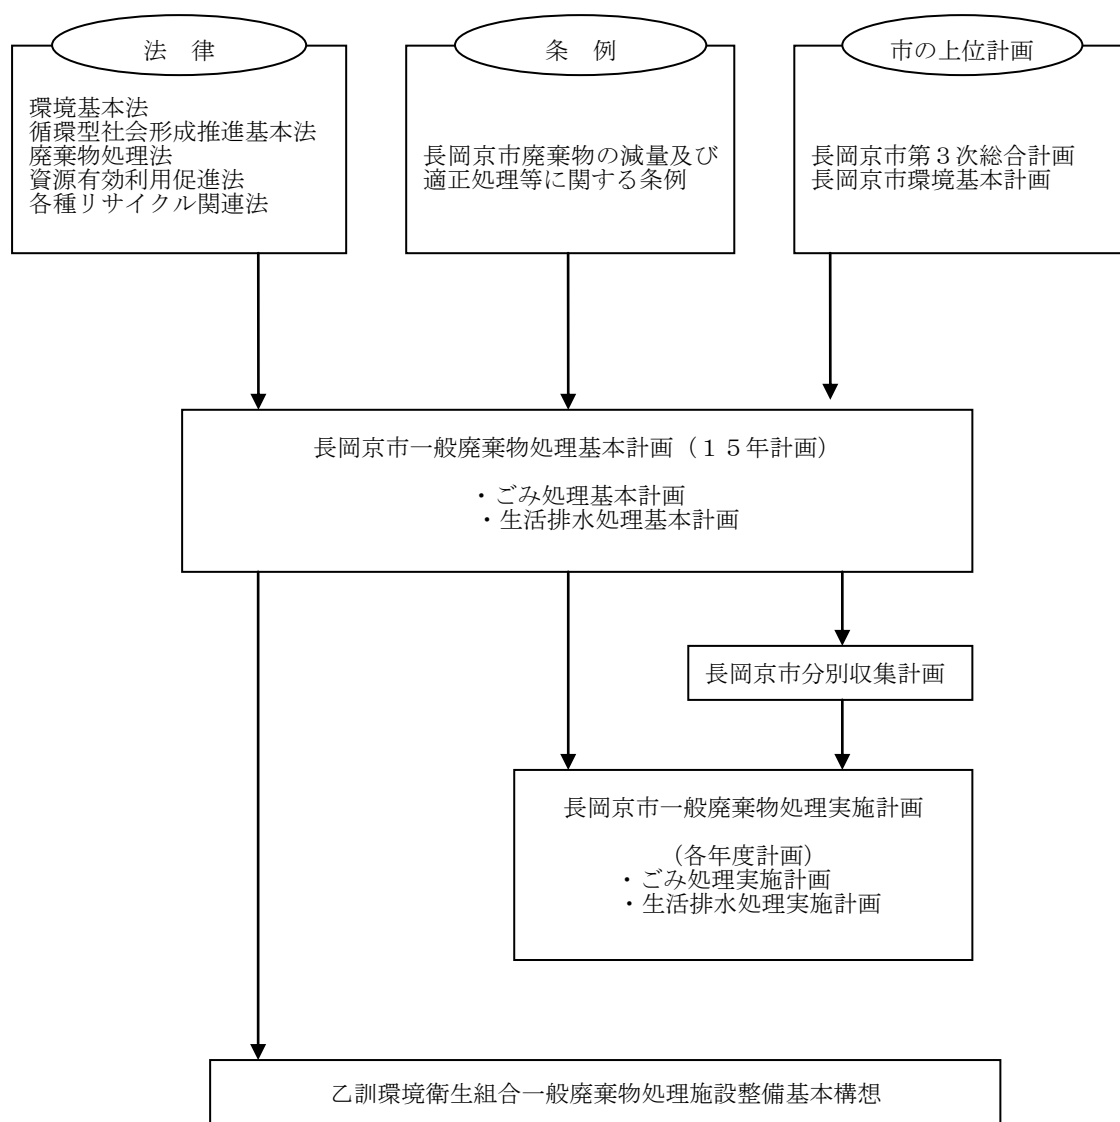 法　律
環境基本法
循環型社会形成推進基本法
廃棄物処理法
資源有効利用促進法
各種リサイクル関連法
条　例
長岡京市廃棄物の減量及び
適正処理等に関する条例
市の上位計画
長岡京市第３次総合計画
長岡京市環境基本計画
長岡京市一般廃棄物処理基本計画（１５年計画）
・ごみ処理基本計画
・生活排水処理基本計画
長岡京市分別収集計画
長岡京市一般廃棄物処理実施計画
（各年度計画）
・ごみ処理実施計画
・生活排水処理実施計画
乙訓環境衛生組合一般廃棄物処理施設整備基本構想